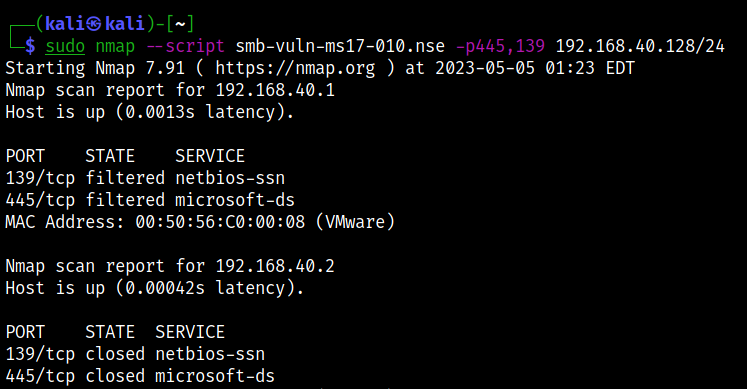 ┌──(kali㉿kali)-[~]
└─$ sudo nmap --script smb-vuln-ms17-010.nse -p445,139 192.168.40.128/24
Starting Nmap 7.91 ( https://nmap.org ) at 2023-05-05 01:23 EDT
Nmap scan report for 192.168.40.1
Host is up (0.0013s latency).

PORT    STATE    SERVICE
139/tcp filtered netbios-ssn
445/tcp filtered microsoft-ds
MAC Address: 00:50:56:C0:00:08 (VMware)

Nmap scan report for 192.168.40.2
Host is up (0.00042s latency).

PORT    STATE  SERVICE
139/tcp closed netbios-ssn
445/tcp closed microsoft-ds